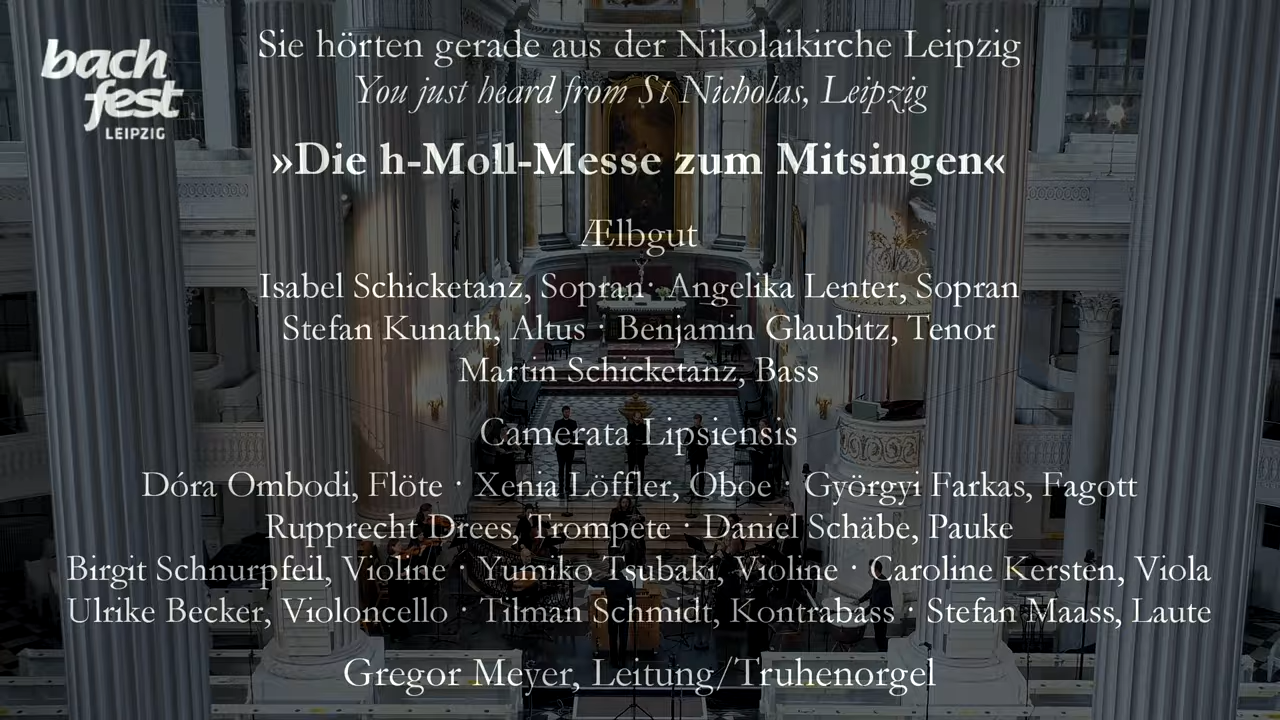 bach
fest
LEIPZIG
Sie hörten gerade aus der Nikolaikirche Leipzig
You just heard from St Nicholas, Leipzig
»Die h-Moll-Messe zum Mitsingen«
Ælbgut
Isabel Schicketanz, Sopran · Angelika Lenter, Sopran
Stefan Kunath, Altus · Benjamin Glaubitz, Tenor
Martin Schicketanz, Bass
Camerata Lipsiensis
Dóra Ombodi, Flöte · Xenia Löffler, Oboe · Györgyi Farkas, Fagott
Rupprecht Drees, Trompete · Daniel Schäbe, Pauke
Birgit Schnurpfeil, Violine · Yumiko Tsubaki, Violine · Caroline Kersten, Viola
Ulrike Becker, Violoncello · Tilman Schmidt, Kontrabass · Stefan Maass, Laute
Gregor Meyer, Leitung/Truhenorgel